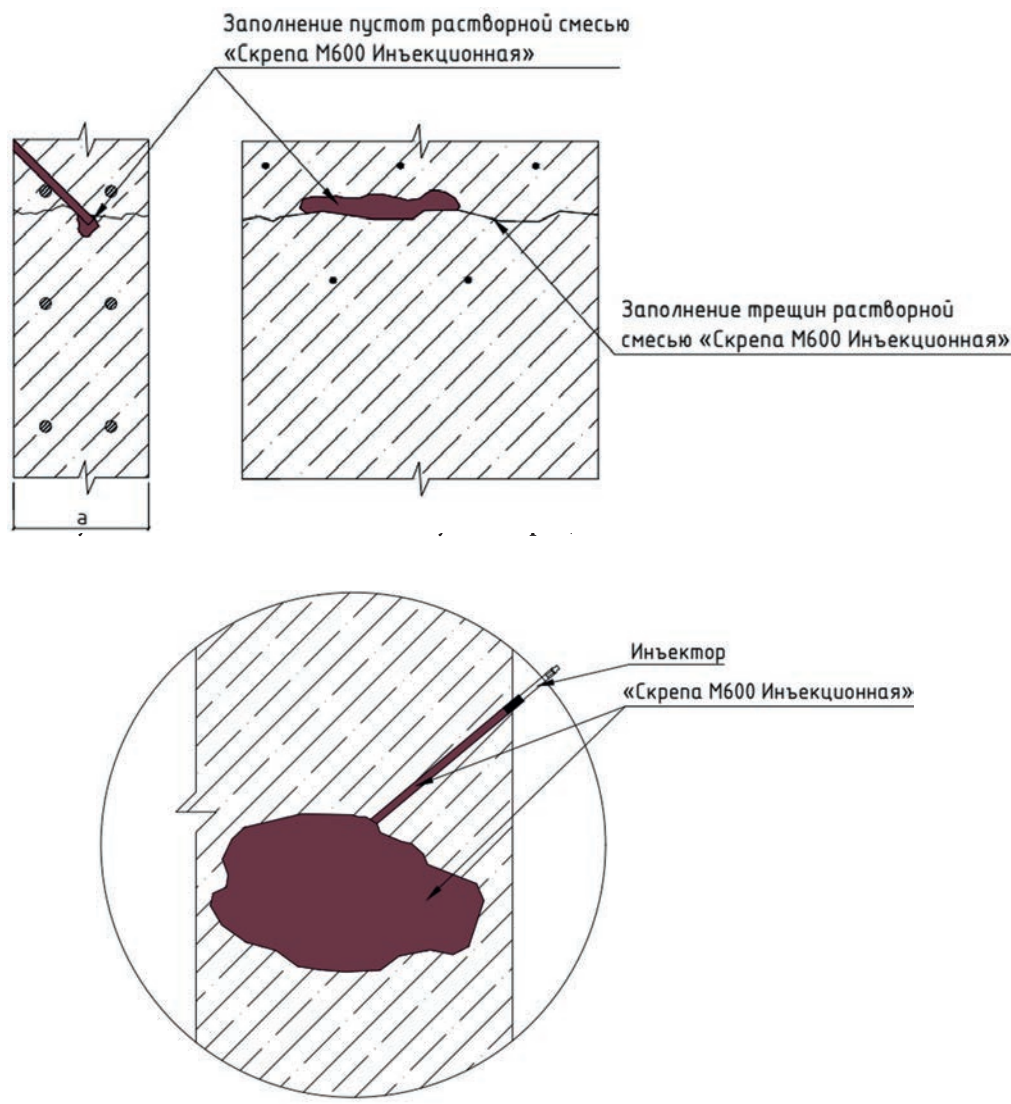 Заполнение пустот растворной смесью
«Скрепа М600 Инъекционная»
Заполнение трещин растворной
смесью «Скрепа М600 Инъекционная»
а
Инъектор
«Скрепа М600 Инъекционная»